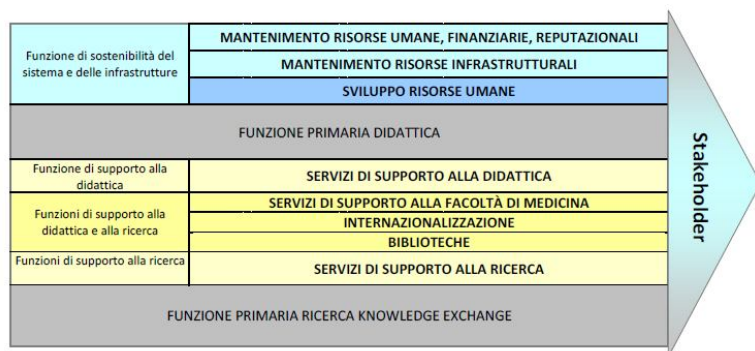 Funzione di sostenibilità del
sistema e delle infrastrutture
MANTENIMENTO RISORSE UMANE, FINANZIARIE, REPUTAZIONALI
MANTENIMENTO RISORSE INFRASTRUTTURALI
SVILUPPO RISORSE UMANE
FUNZIONE PRIMARIA DIDATTICA
Funzione di supporto alla
didattica
SERVIZI DI SUPPORTO ALLA DIDATTICA
Funzioni di supporto alla
didattica e alla ricerca
SERVIZI DI SUPPORTO ALLA FACOLTÀ DI MEDICINA
INTERNAZIONALIZZAZIONE
BIBLIOTECHE
Funzioni di supporto alla ricerca
SERVIZI DI SUPPORTO ALLA RICERCA
FUNZIONE PRIMARIA RICERCA KNOWLEDGE EXCHANGE
Stakeholder